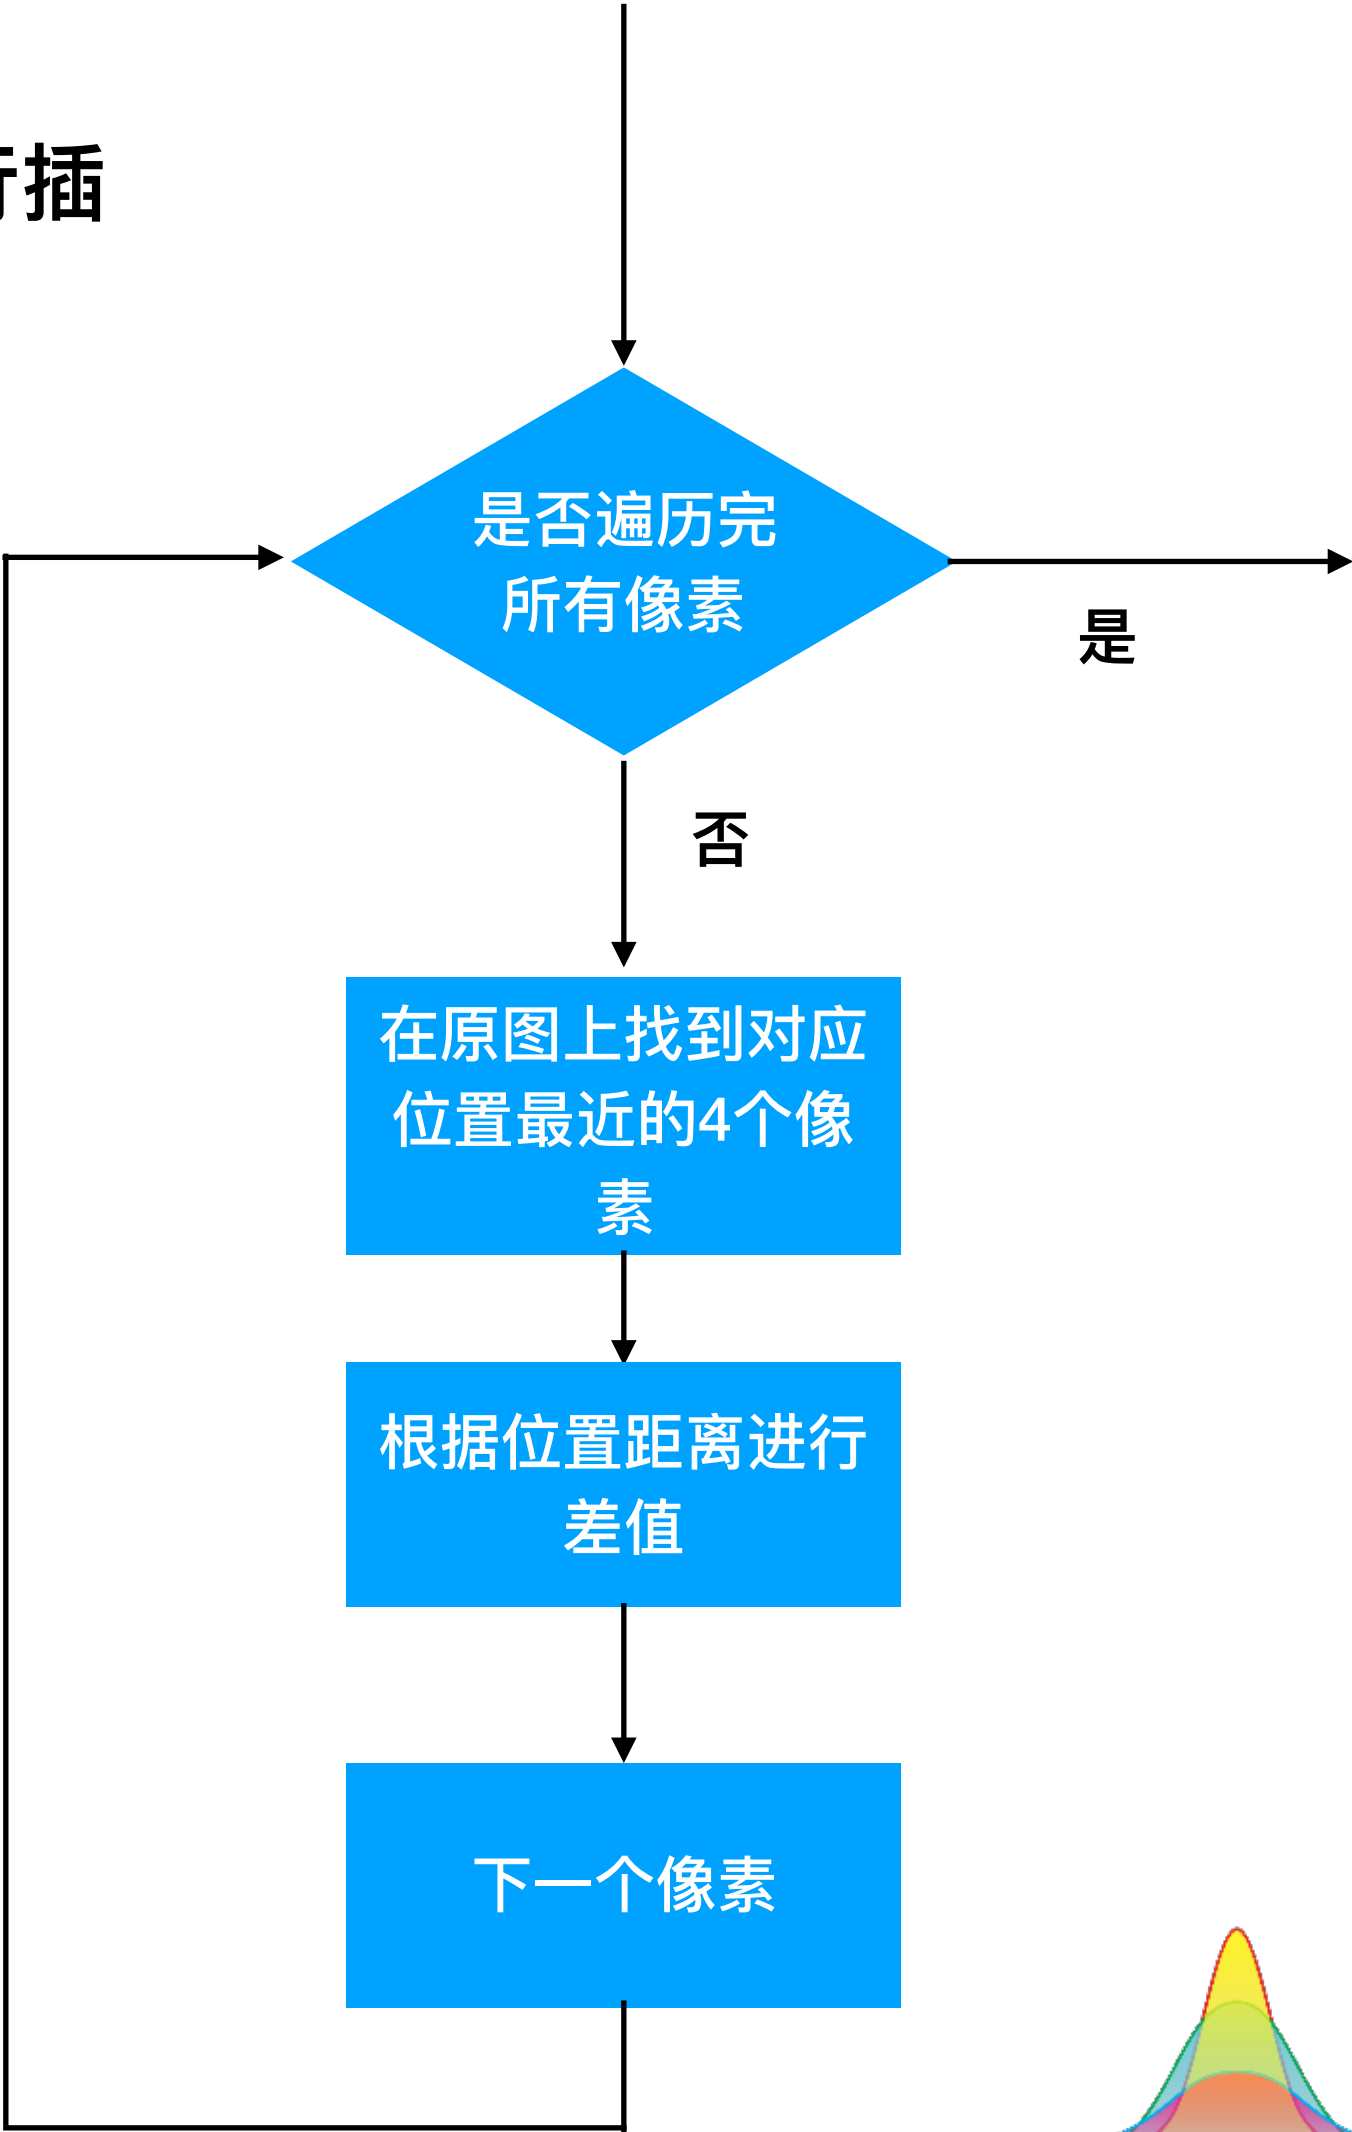 行插
是否遍历完
所有像素
是
否
在原图上找到对应
位置最近的4个像
素
根据位置距离进行
差值
下一个像素